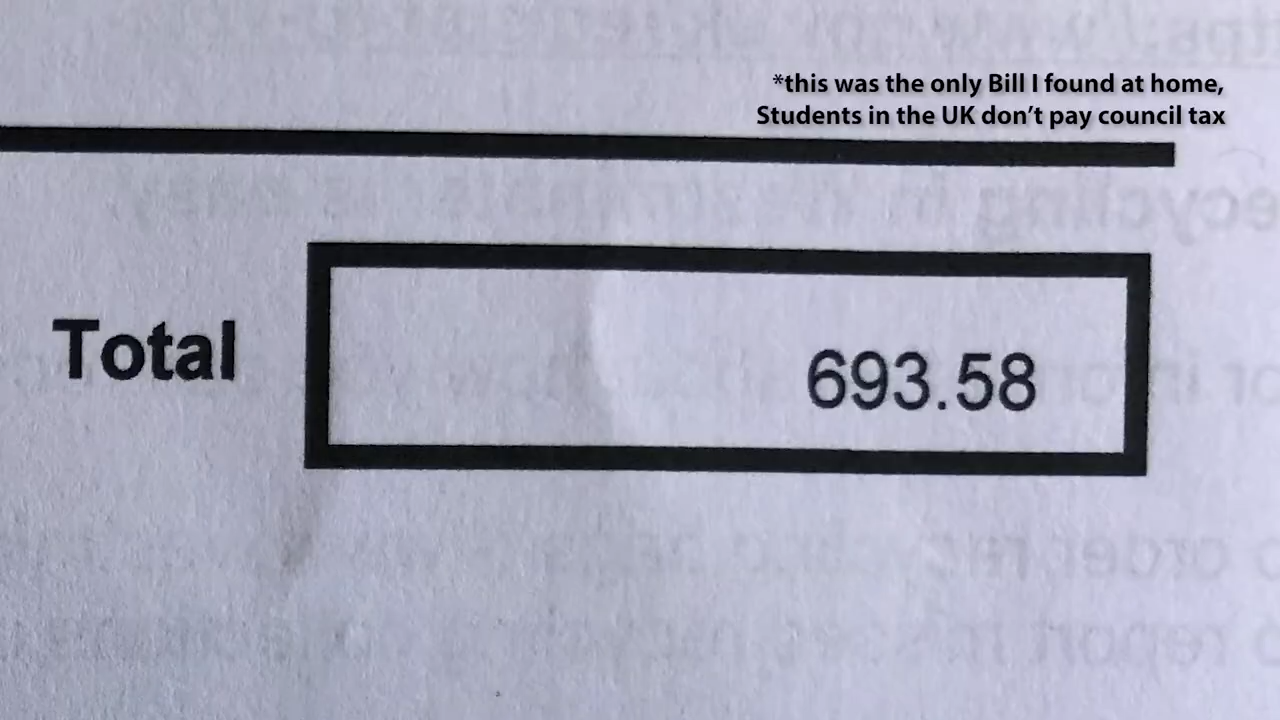 *this was the only Bill I found at home,
Students in the UK don’t pay council tax
Total
693.58